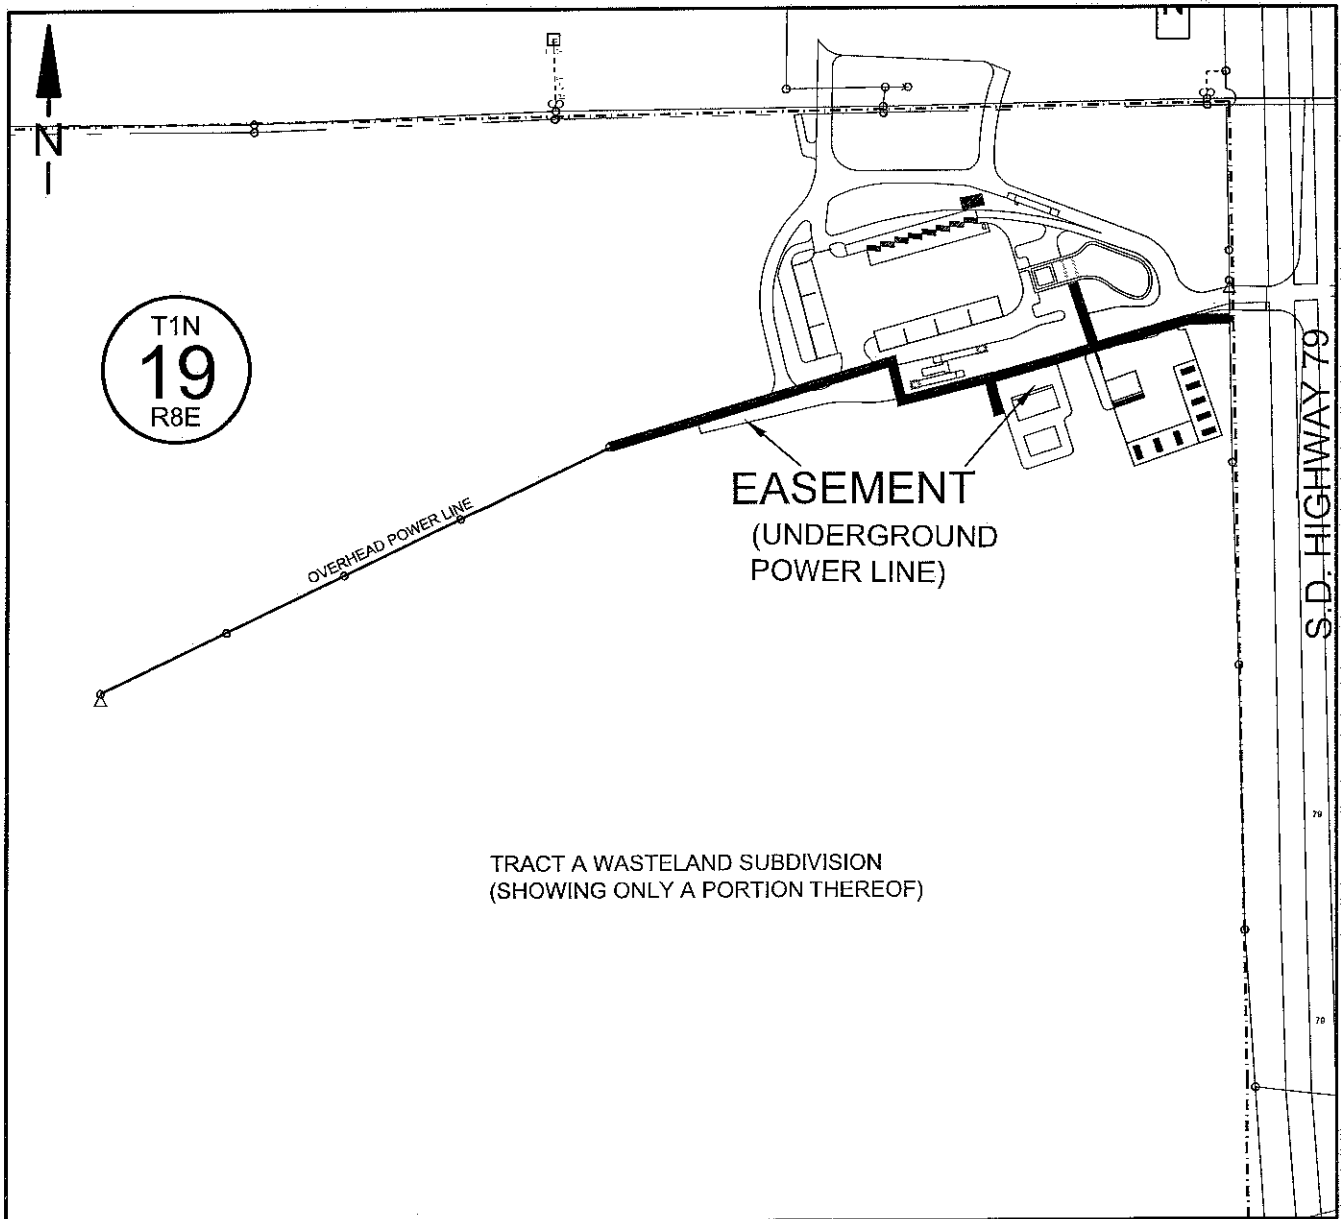 N
N
T1N
19
R8E
OVERHEAD POWER LINE
EASEMENT
(UNDERGROUND
POWER LINE)
S.D. HIGHWAY 79
TRACT A WASTELAND SUBDIVISION
(SHOWING ONLY A PORTION THEREOF)
79
79